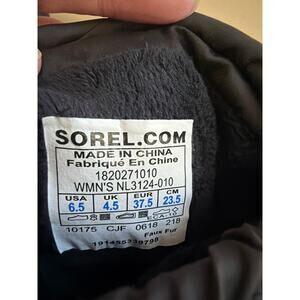 SOREL.COM
MADE IN CHINA
Fabriqué En Chine
1820271010
WMN'S NL3124-010
USA UK EUR CM
6.5 4.5 37.5 23.5
10175 CJF 0618 218
Faux Fur